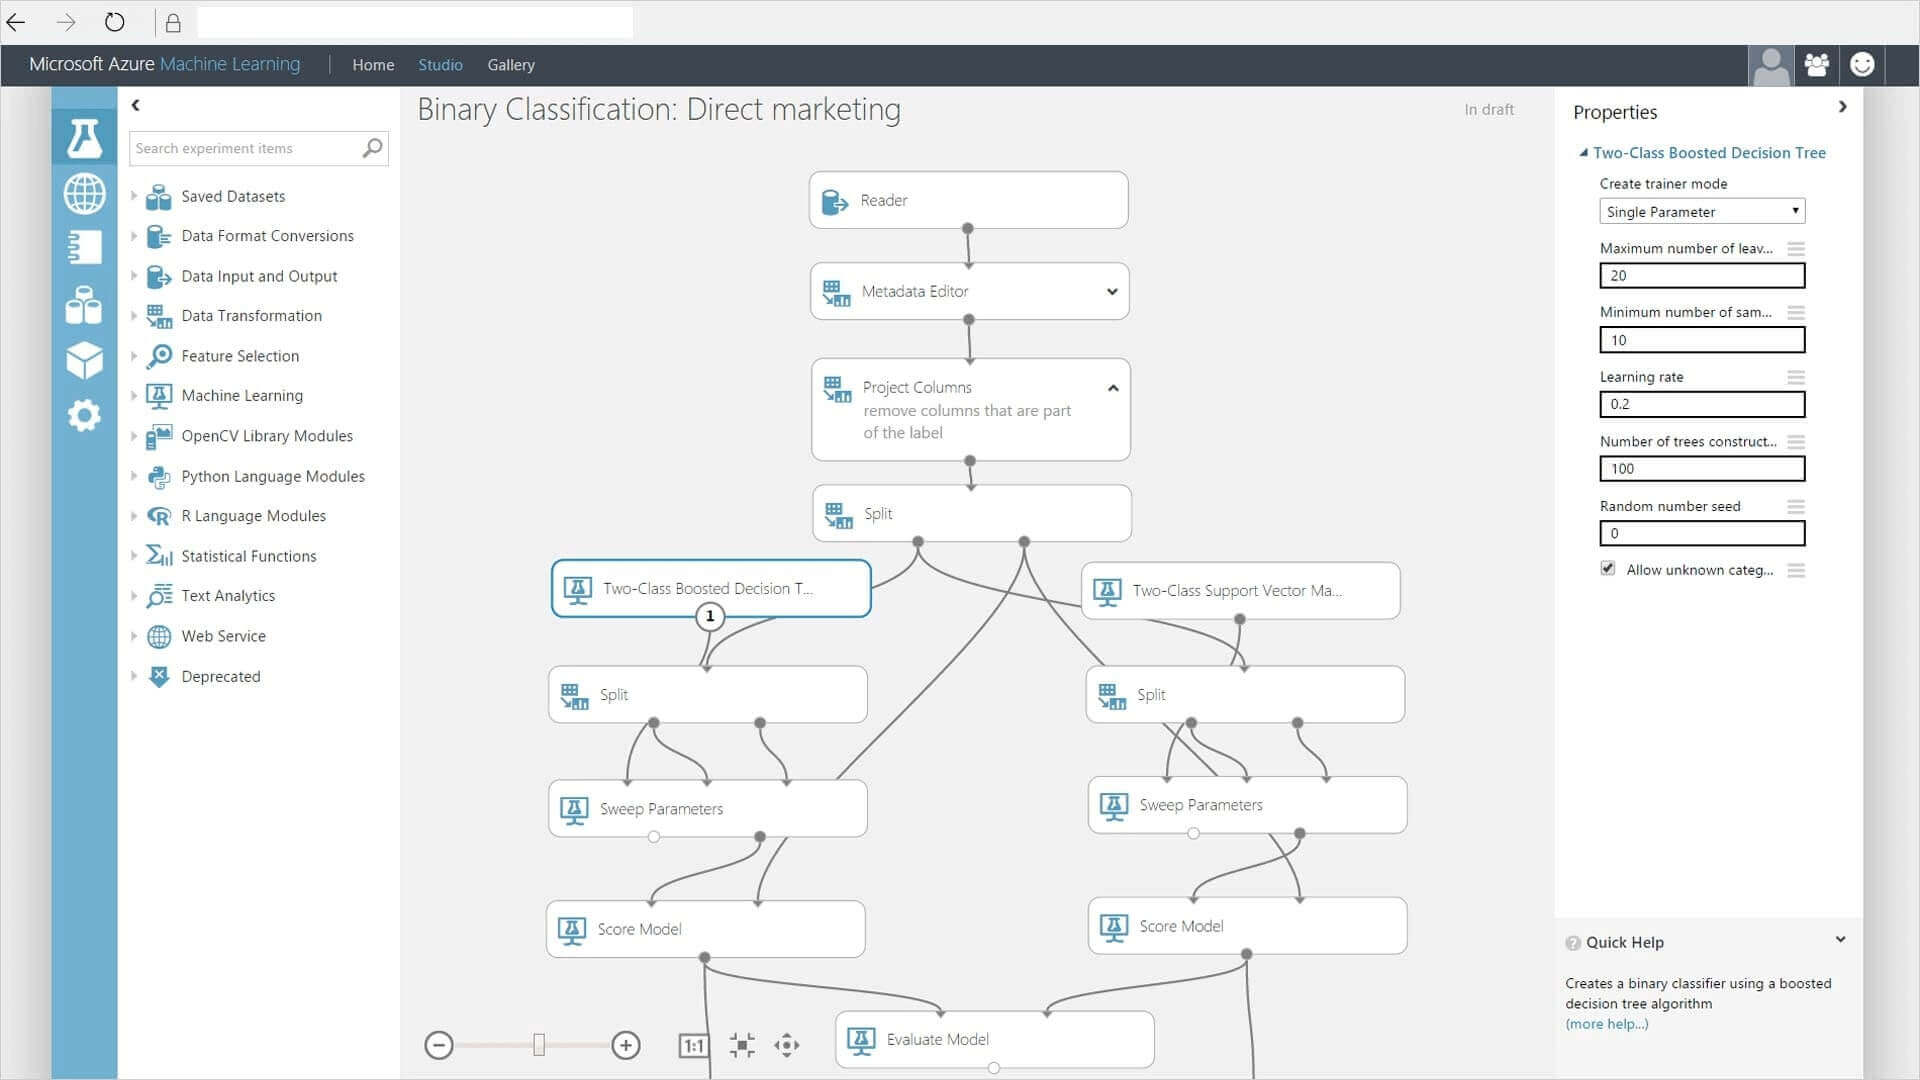 Microsoft Azure Machine Learning | Home Studio Gallery
Search experiment items
Saved Datasets
Data Format Conversions
Data Input and Output
Data Transformation
Feature Selection
Machine Learning
OpenCV Library Modules
Python Language Modules
R Language Modules
Statistical Functions
Text Analytics
Web Service
Deprecated
Binary Classification: Direct marketing
In draft
Reader
Metadata Editor
Project Columns
remove columns that are part
of the label
Split
Two-Class Boosted Decision T...
1
Two-Class Support Vector Ma...
Split
Split
Sweep Parameters
Sweep Parameters
Score Model
Score Model
Evaluate Model
1:1
Properties
Two-Class Boosted Decision Tree
Create trainer mode
Single Parameter
Maximum number of leav...
20
Minimum number of sam...
10
Learning rate
0.2
Number of trees construct...
100
Random number seed
0
Allow unknown categ...
? Quick Help
Creates a binary classifier using a boosted
decision tree algorithm
(more help...)